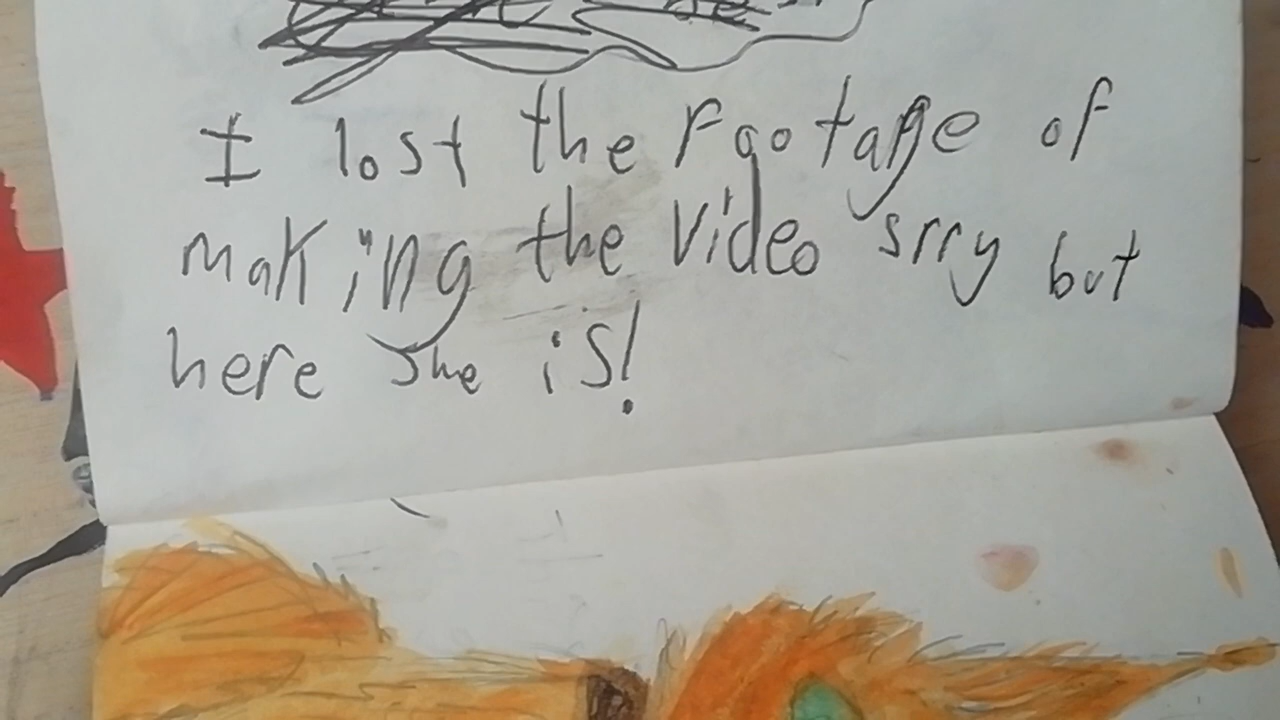 I lost the Footage of
making the video srry but
here she is!